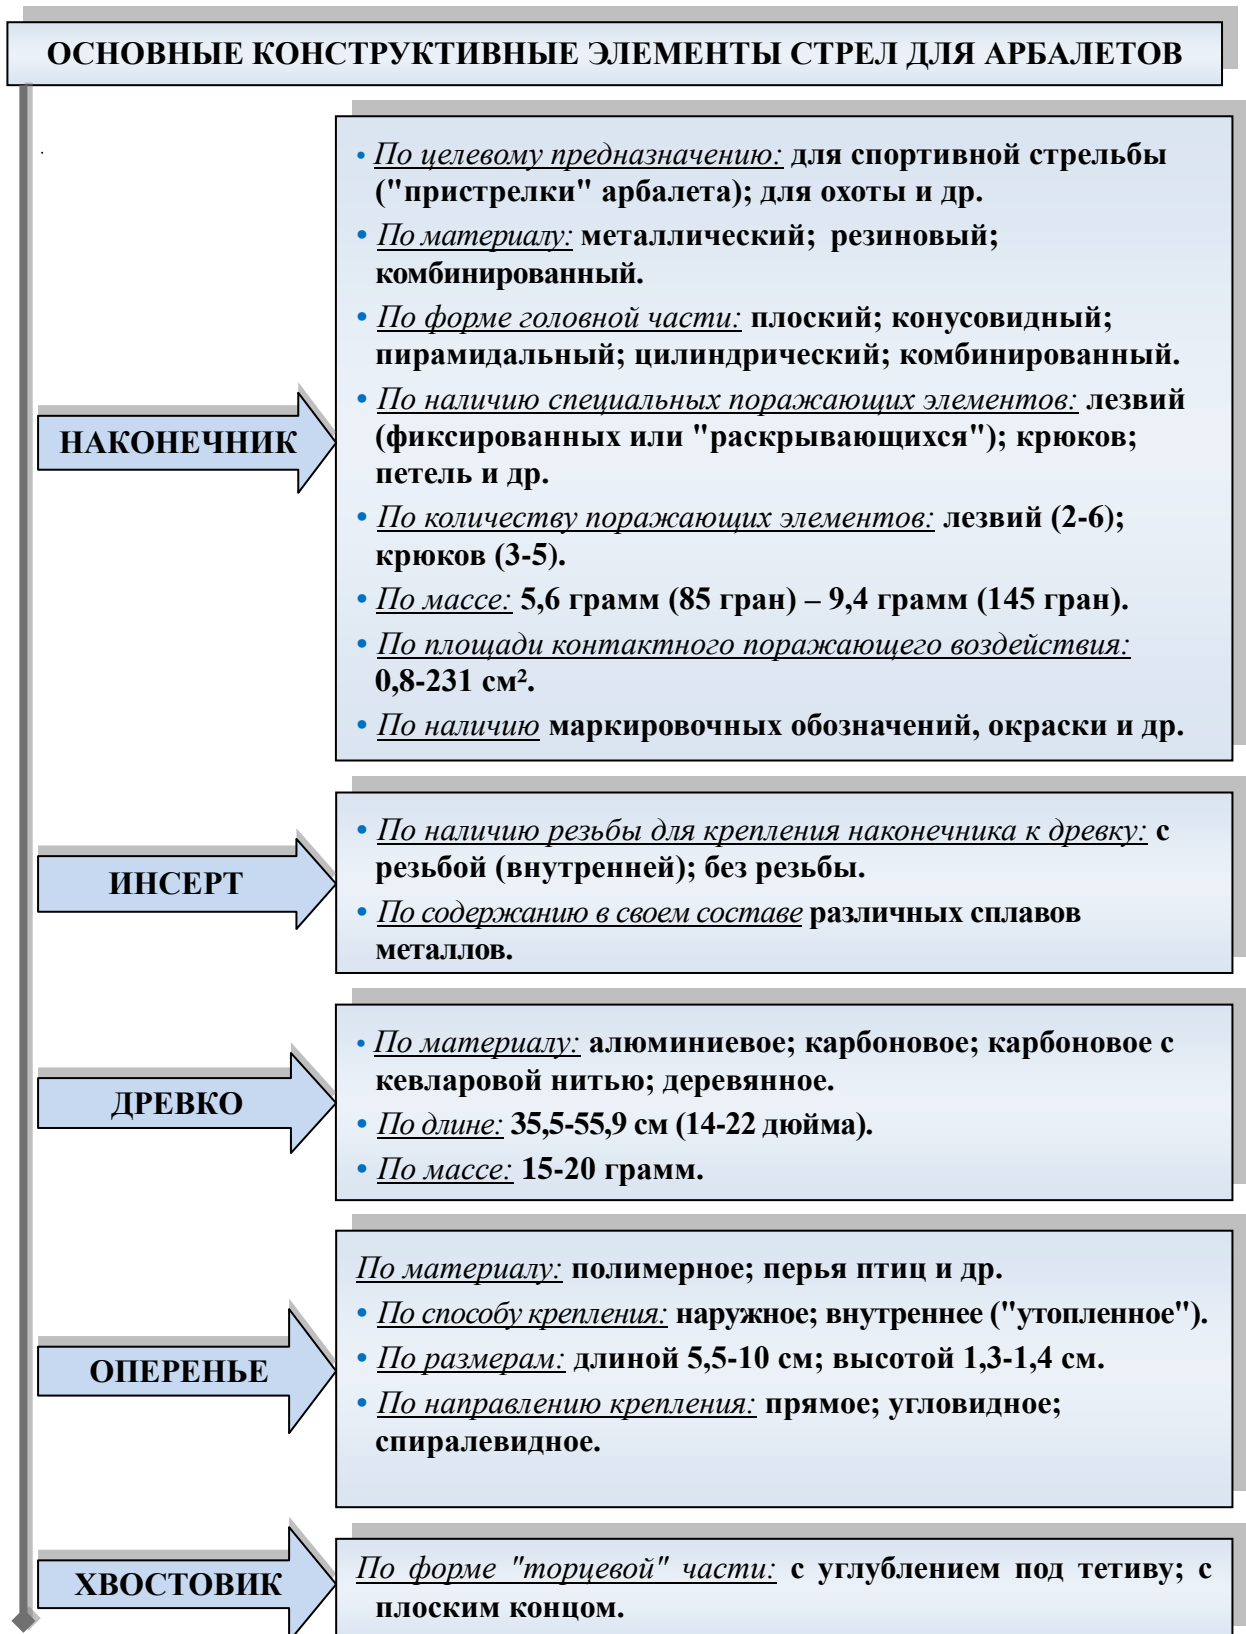 ОСНОВНЫЕ КОНСТРУКТИВНЫЕ ЭЛЕМЕНТЫ СТРЕЛ ДЛЯ АРБАЛЕТОВ
НАКОНЕЧНИК
• По целевому предназначению: для спортивной стрельбы
("пристрелки" арбалета); для охоты и др.
• По материалу: металлический; резиновый;
комбинированный.
• По форме головной части: плоский; конусовидный;
пирамидальный; цилиндрический; комбинированный.
• По наличию специальных поражающих элементов: лезвий
(фиксированных или "раскрывающихся"); крюков;
петель и др.
• По количеству поражающих элементов: лезвий (2-6);
крюков (3-5).
• По массе: 5,6 грамм (85 гран) – 9,4 грамм (145 гран).
• По площади контактного поражающего воздействия:
0,8-231 см².
• По наличию маркировочных обозначений, окраски и др.
ИНСЕРТ
• По наличию резьбы для крепления наконечника к древку: с
резьбой (внутренней); без резьбы.
• По содержанию в своем составе различных сплавов
металлов.
ДРЕВКО
• По материалу: алюминиевое; карбоновое; карбоновое с
кевларовой нитью; деревянное.
• По длине: 35,5-55,9 см (14-22 дюйма).
• По массе: 15-20 грамм.
ОПЕРЕНЬЕ
По материалу: полимерное; перья птиц и др.
• По способу крепления: наружное; внутреннее ("утопленное").
• По размерам: длиной 5,5-10 см; высотой 1,3-1,4 см.
• По направлению крепления: прямое; угловидное;
спиралевидное.
ХВОСТОВИК
По форме "торцевой" части: с углублением под тетиву; с
плоским концом.